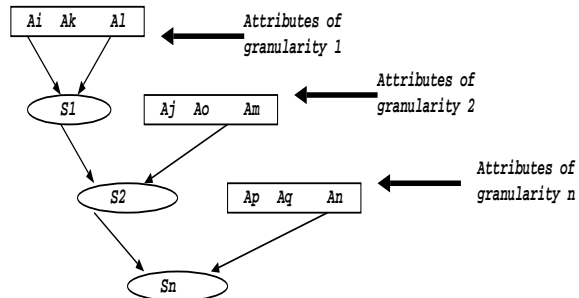 Ai Ak Al
Attributes of
granularity 1
S1
Aj Ao Am
Attributes of
granularity 2
S2
Ap Aq An
Attributes of
granularity n
Sn